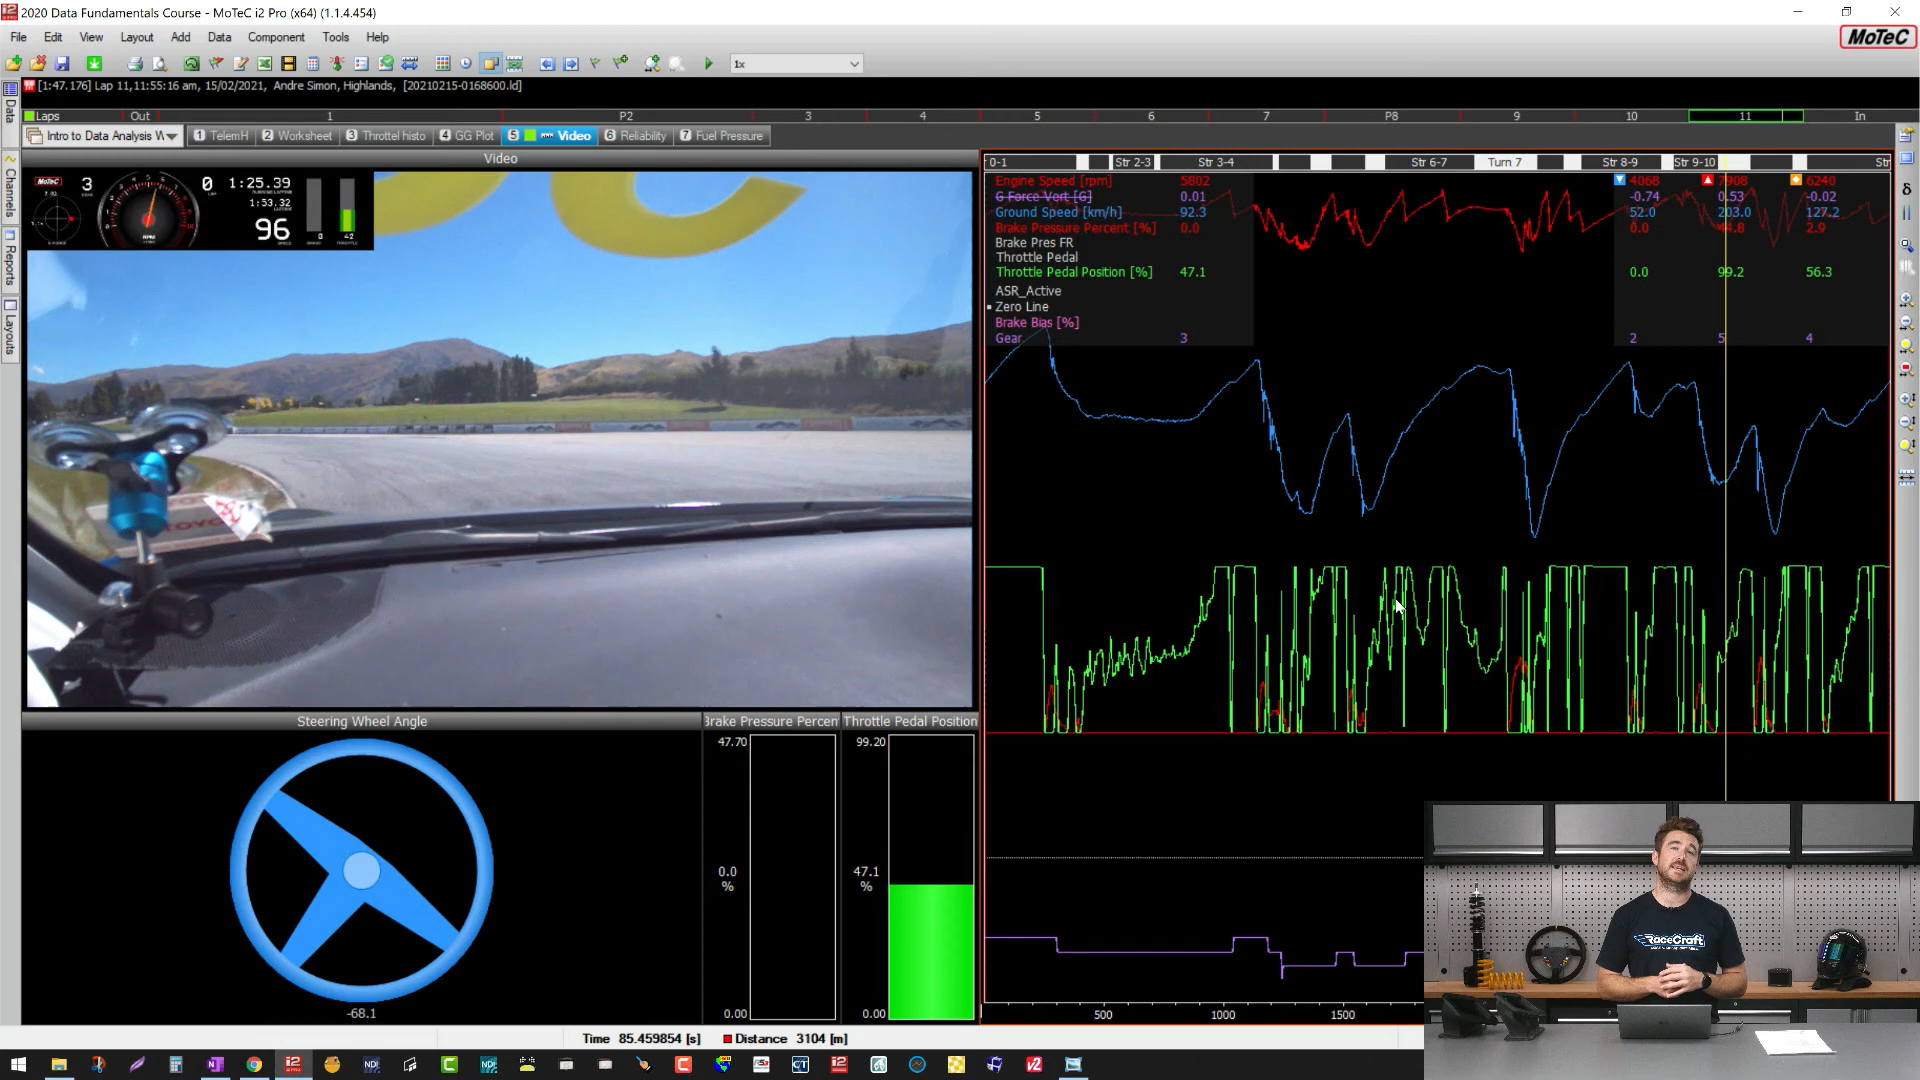 2020 Data Fundamentals Course - MoTeC i2 Pro (x64) (1.1.4.454)
File Edit View Layout Add Data Component Tools Help
MoTeC
1x
[1:47.176] Lap 11,11:55:16 am, 15/02/2021, Andre Simon, Highlands, [20210215-0168600.ld]
Laps Out 1 P2 3 4 5 6 7 P8 9 10 11 In
Intro to Data Analysis W
1 TelemH 2 Worksheet 3 Throttel histo 4 GG Plot 5 Video 6 Reliability 7 Fuel Pressure
Data
Channels
Reports
Layouts
Video
0-1 Str 2-3 Str 3-4 Str 6-7 Turn 7 Str 8-9 Str 9-10 Str
MoTeC 3 0 1:25.39
1:53.32
96
0 42
Engine Speed [rpm] 5802 4068 7908 6240
G Force Vert [G] 0.01 -0.74 0.53 -0.02
Ground Speed [km/h] 92.3 52.0 203.0 127.2
Brake Pressure Percent [%] 0.0 0.0 44.8 2.9
Brake Pres FR
Throttle Pedal
Throttle Pedal Position [%] 47.1 0.0 99.2 56.3
ASR_Active
Zero Line
Brake Bias [%]
Gear 3 2 5 4
Steering Wheel Angle
Brake Pressure Percen
Throttle Pedal Position
47.70 99.20
0.0 47.1
% %
0.00 0.00
-68.1
500 1000 1500
RaceCraft
Time 85.459854 [s] Distance 3104 [m]